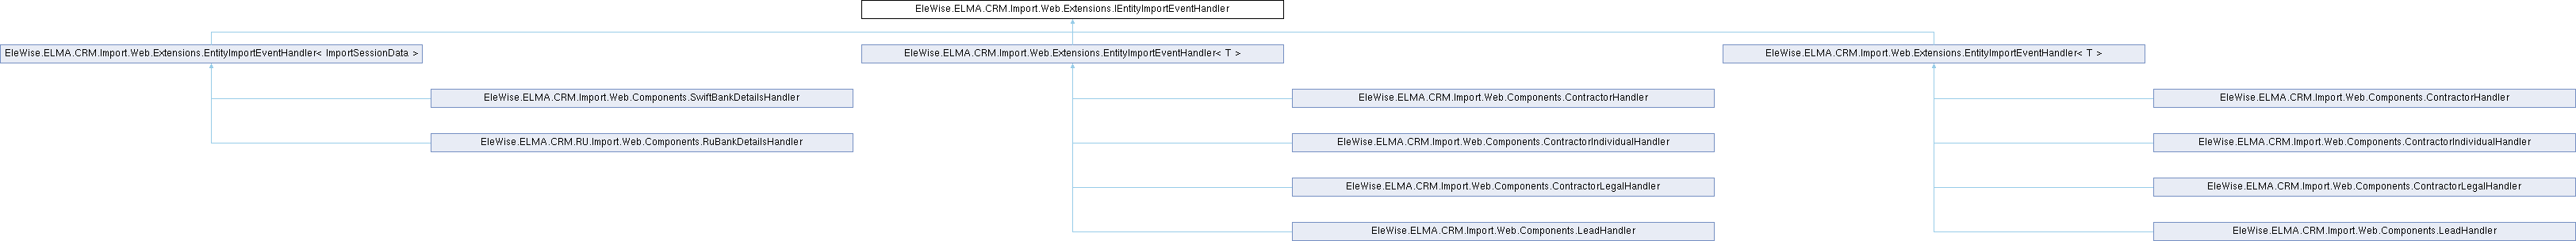 EleWise.ELMA.CRM.Import.Web.Extensions.IEntityImportEventHandler
EleWise.ELMA.CRM.Import.Web.Extensions.EntityImportEventHandler< ImportSessionData >
EleWise.ELMA.CRM.Import.Web.Extensions.EntityImportEventHandler< T >
EleWise.ELMA.CRM.Import.Web.Extensions.EntityImportEventHandler< T >
EleWise.ELMA.CRM.Import.Web.Components.SwiftBankDetailsHandler
EleWise.ELMA.CRM.Import.Web.Components.ContractorHandler
EleWise.ELMA.CRM.Import.Web.Components.ContractorHandler
EleWise.ELMA.CRM.RU.Import.Web.Components.RuBankDetailsHandler
EleWise.ELMA.CRM.Import.Web.Components.ContractorIndividualHandler
EleWise.ELMA.CRM.Import.Web.Components.ContractorIndividualHandler
EleWise.ELMA.CRM.Import.Web.Components.ContractorLegalHandler
EleWise.ELMA.CRM.Import.Web.Components.ContractorLegalHandler
EleWise.ELMA.CRM.Import.Web.Components.LeadHandler
EleWise.ELMA.CRM.Import.Web.Components.LeadHandler